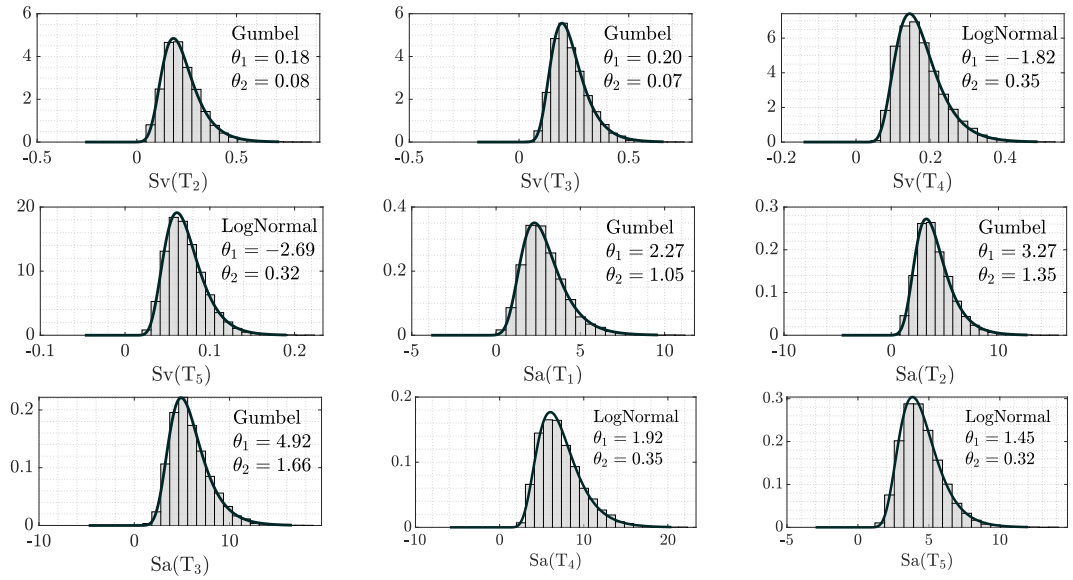 6
4
2
0
-0.5
0
0.5
Gumbel
θ₁ = 0.18
θ₂ = 0.08
Sv(T₂)
6
4
2
0
-0.5
0
0.5
Gumbel
θ₁ = 0.20
θ₂ = 0.07
Sv(T₃)
6
4
2
0
-0.2
0
0.2
0.4
LogNormal
θ₁ = −1.82
θ₂ = 0.35
Sv(T₄)
20
10
0
-0.1
0
0.1
0.2
LogNormal
θ₁ = −2.69
θ₂ = 0.32
Sv(T₅)
0.4
0.2
0
-5
0
5
10
Gumbel
θ₁ = 2.27
θ₂ = 1.05
Sa(T₁)
0.3
0.2
0.1
0
-10
0
10
Gumbel
θ₁ = 3.27
θ₂ = 1.35
Sa(T₂)
0.2
0.1
0
-10
0
10
Gumbel
θ₁ = 4.92
θ₂ = 1.66
Sa(T₃)
0.2
0.1
0
-10
0
10
20
LogNormal
θ₁ = 1.92
θ₂ = 0.35
Sa(T₄)
0.3
0.2
0.1
0
-5
0
5
10
LogNormal
θ₁ = 1.45
θ₂ = 0.32
Sa(T₅)